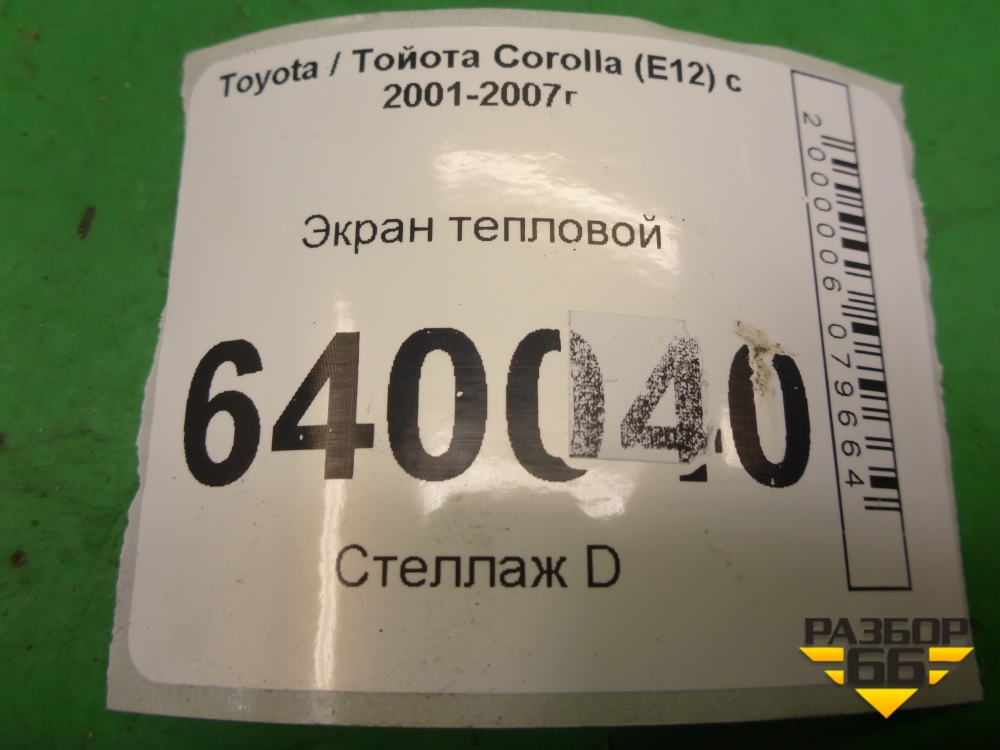 Toyota / Тойота Corolla (E12) с
2001-2007г
Экран тепловой
640040
Стеллаж D
2000006079664
РАЗБОР
66